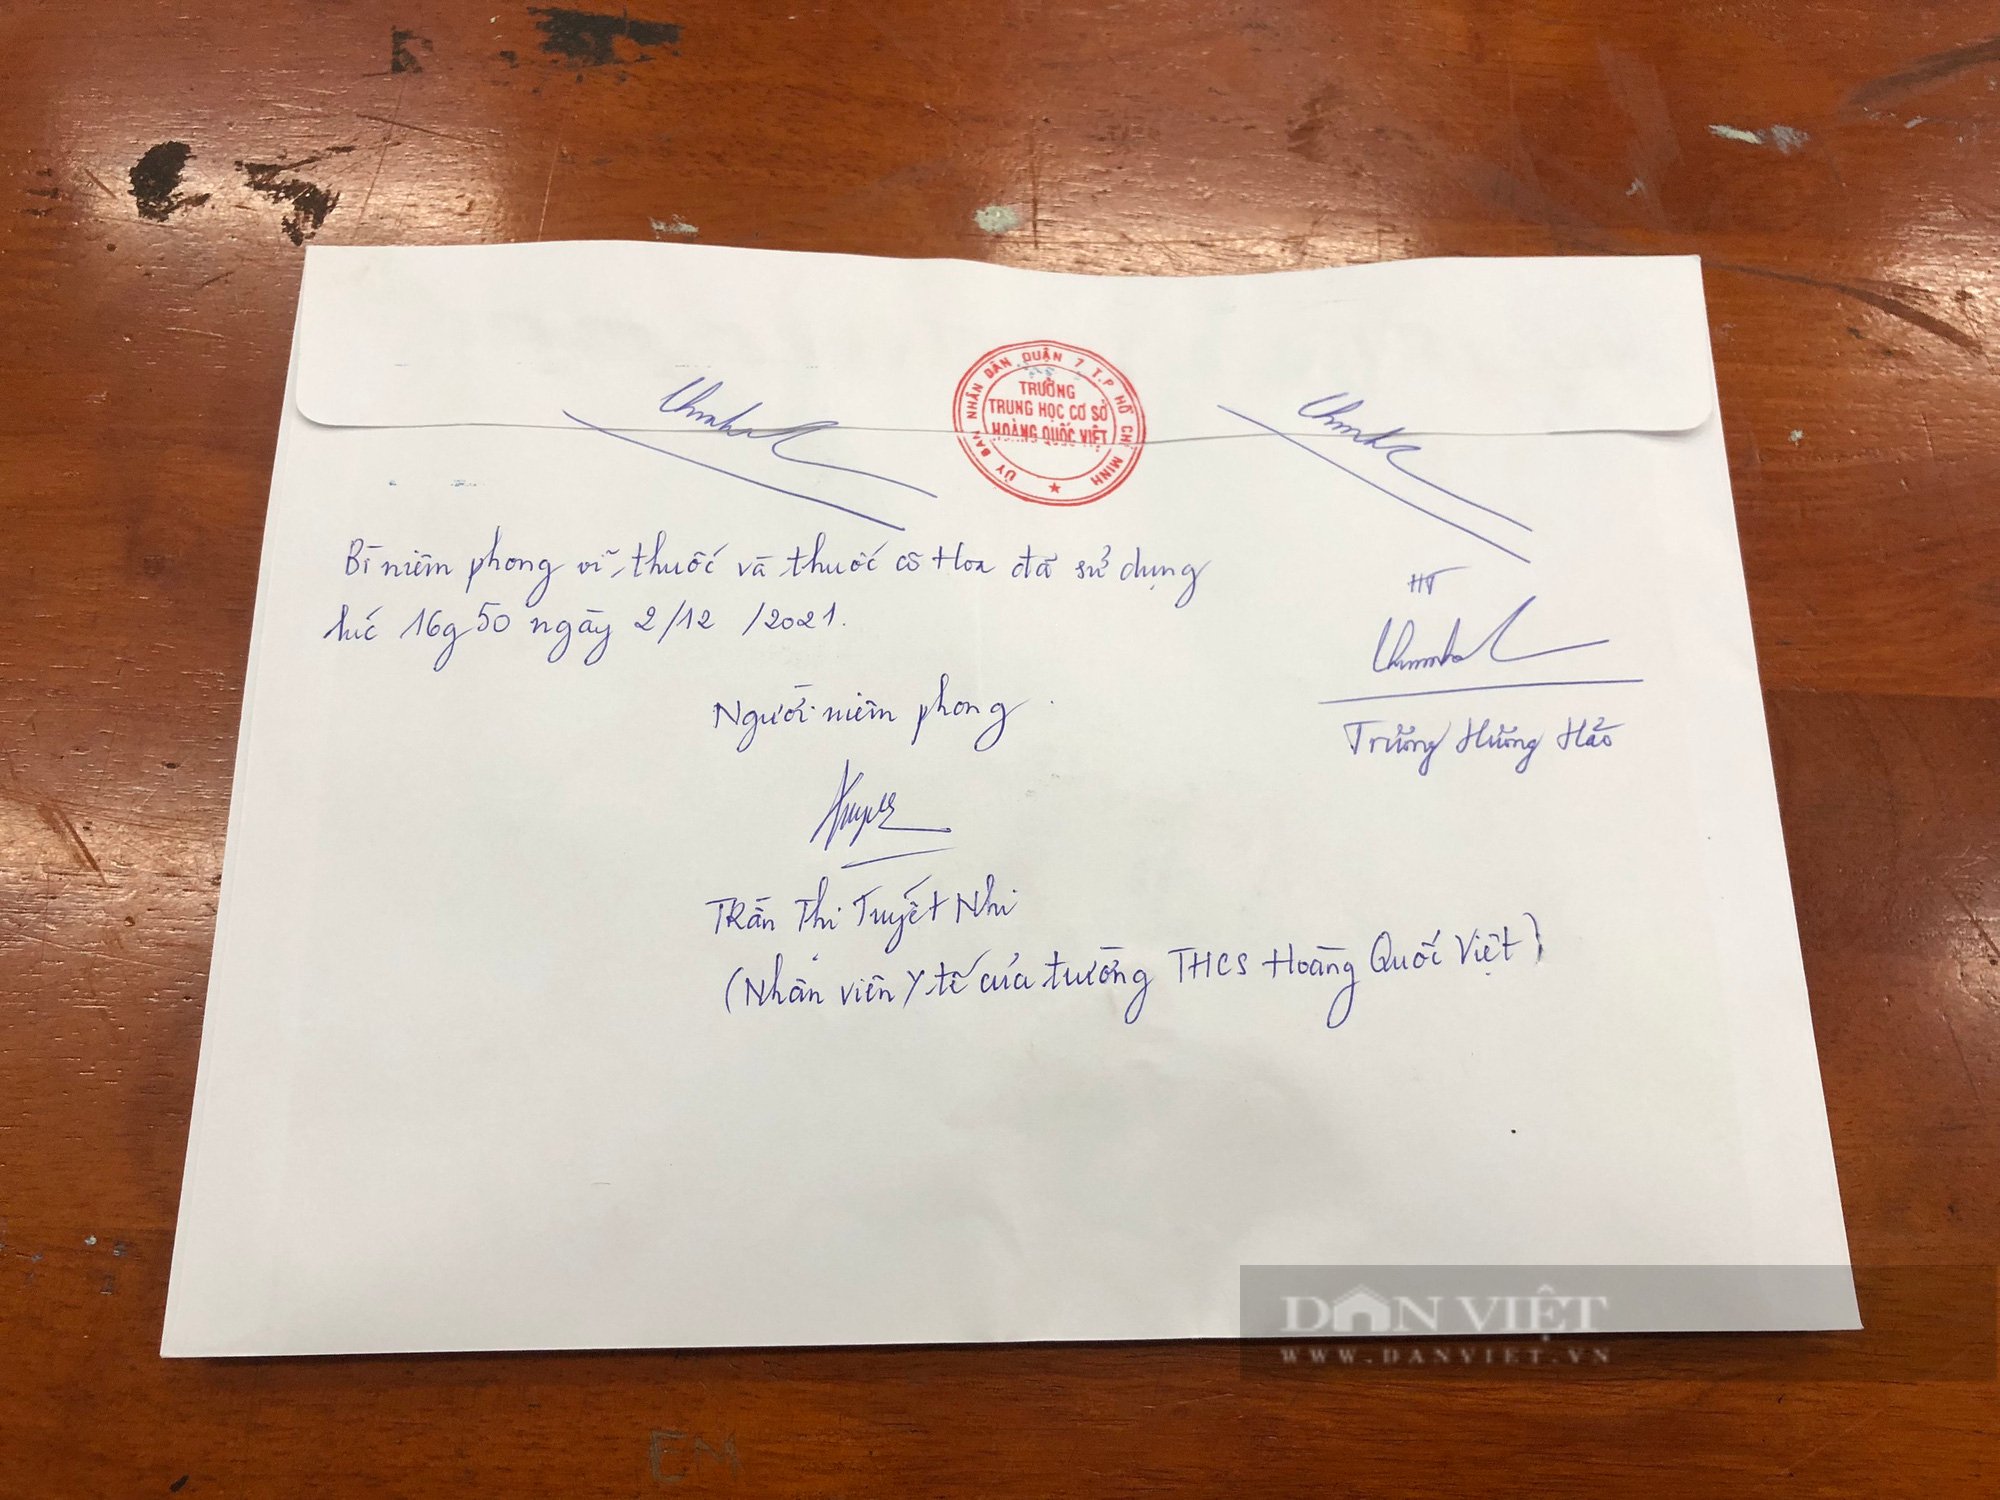 ỦY BAN NHÂN DÂN QUẬN 7 T.P HỒ CHÍ MINH
TRƯỜNG
TRUNG HỌC CƠ SỞ
HOÀNG QUỐC VIỆT
Bì niêm phong vĩ thuốc và thuốc cô Hoa đã sử dụng
lúc 16g50 ngày 2/12 /2021.
HT
Người niêm phong
Trương Hương Hảo
Trần Thị Tuyết Nhi
(Nhân viên Y tế của trường THCS Hoàng Quốc Việt)
DÂN VIỆT
WWW.DANVIET.VN
EM